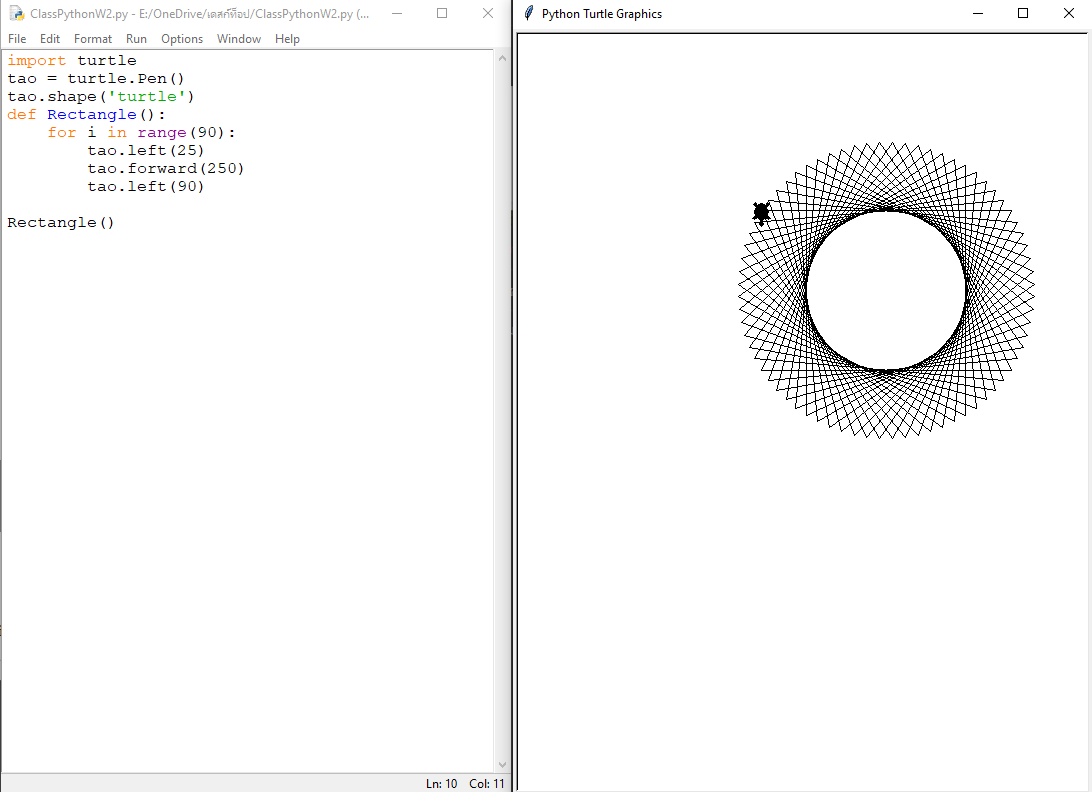 ClassPythonW2.py - E:/OneDrive/เดสก์ท็อป/ClassPythonW2.py (...
File Edit Format Run Options Window Help
import turtle
tao = turtle.Pen()
tao.shape('turtle')
def Rectangle():
    for i in range(90):
        tao.left(25)
        tao.forward(250)
        tao.left(90)
Rectangle()
Ln: 10 Col: 11
Python Turtle Graphics